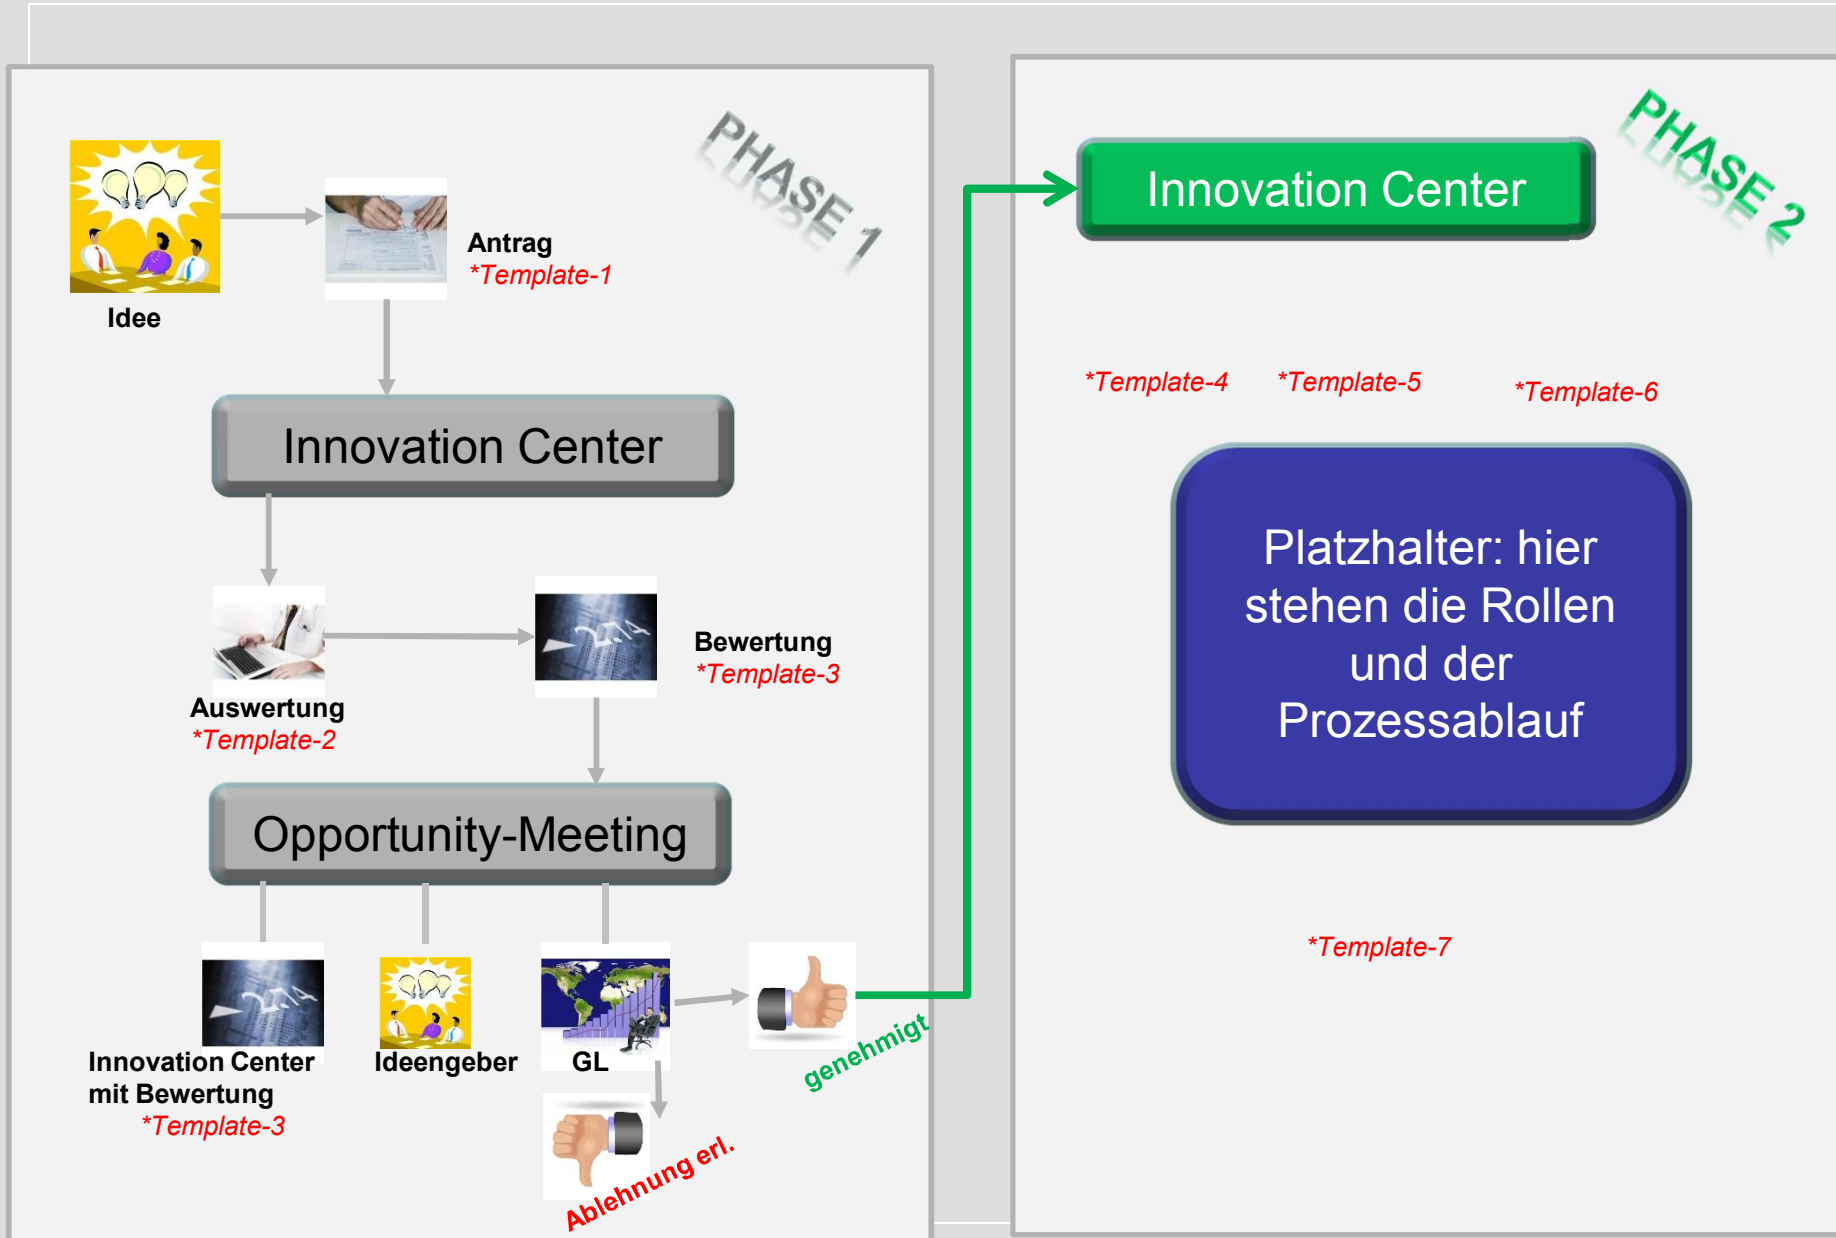 PHASE 1
Idee
Antrag
*Template-1
Innovation Center
Auswertung
*Template-2
Bewertung
*Template-3
Opportunity-Meeting
Innovation Center
mit Bewertung
*Template-3
Ideengeber
GL
genehmigt
Ablehnung erl.
PHASE 2
Innovation Center
*Template-4
*Template-5
*Template-6
Platzhalter: hier
stehen die Rollen
und der
Prozessablauf
*Template-7